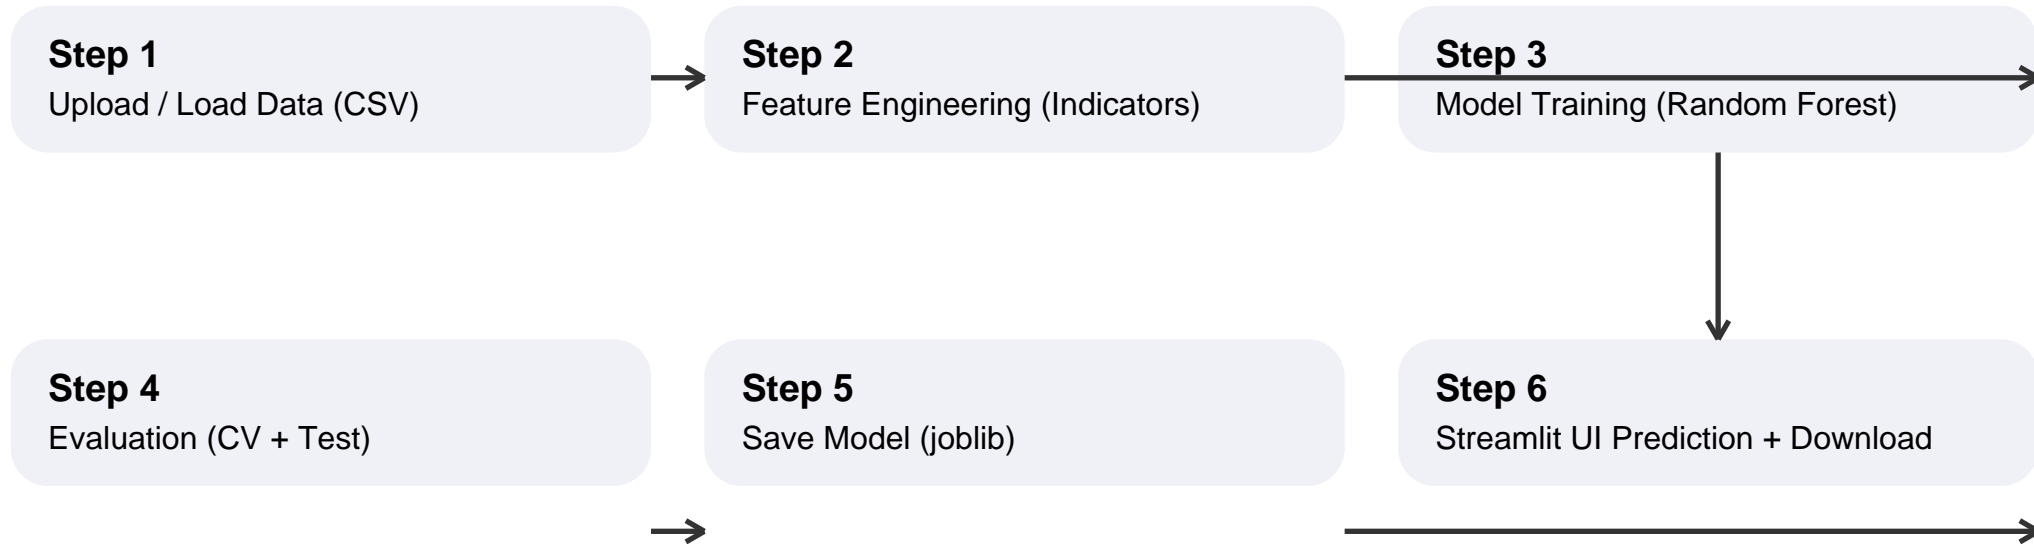 Step 1
Upload / Load Data (CSV)
Step 2
Feature Engineering (Indicators)
Step 3
Model Training (Random Forest)
Step 4
Evaluation (CV + Test)
Step 5
Save Model (joblib)
Step 6
Streamlit UI Prediction + Download